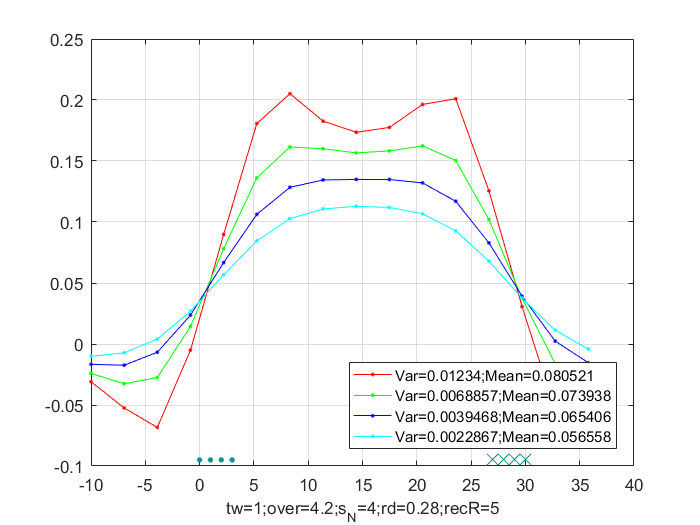 0.25
0.2
0.15
0.1
0.05
0
-0.05
-0.1
Var=0.01234;Mean=0.080521
Var=0.0068857;Mean=0.073938
Var=0.0039468;Mean=0.065406
Var=0.0022867;Mean=0.056558
-10 -5 0 5 10 15 20 25 30 35 40
tw=1;over=4.2;s_N=4;rd=0.28;recR=5